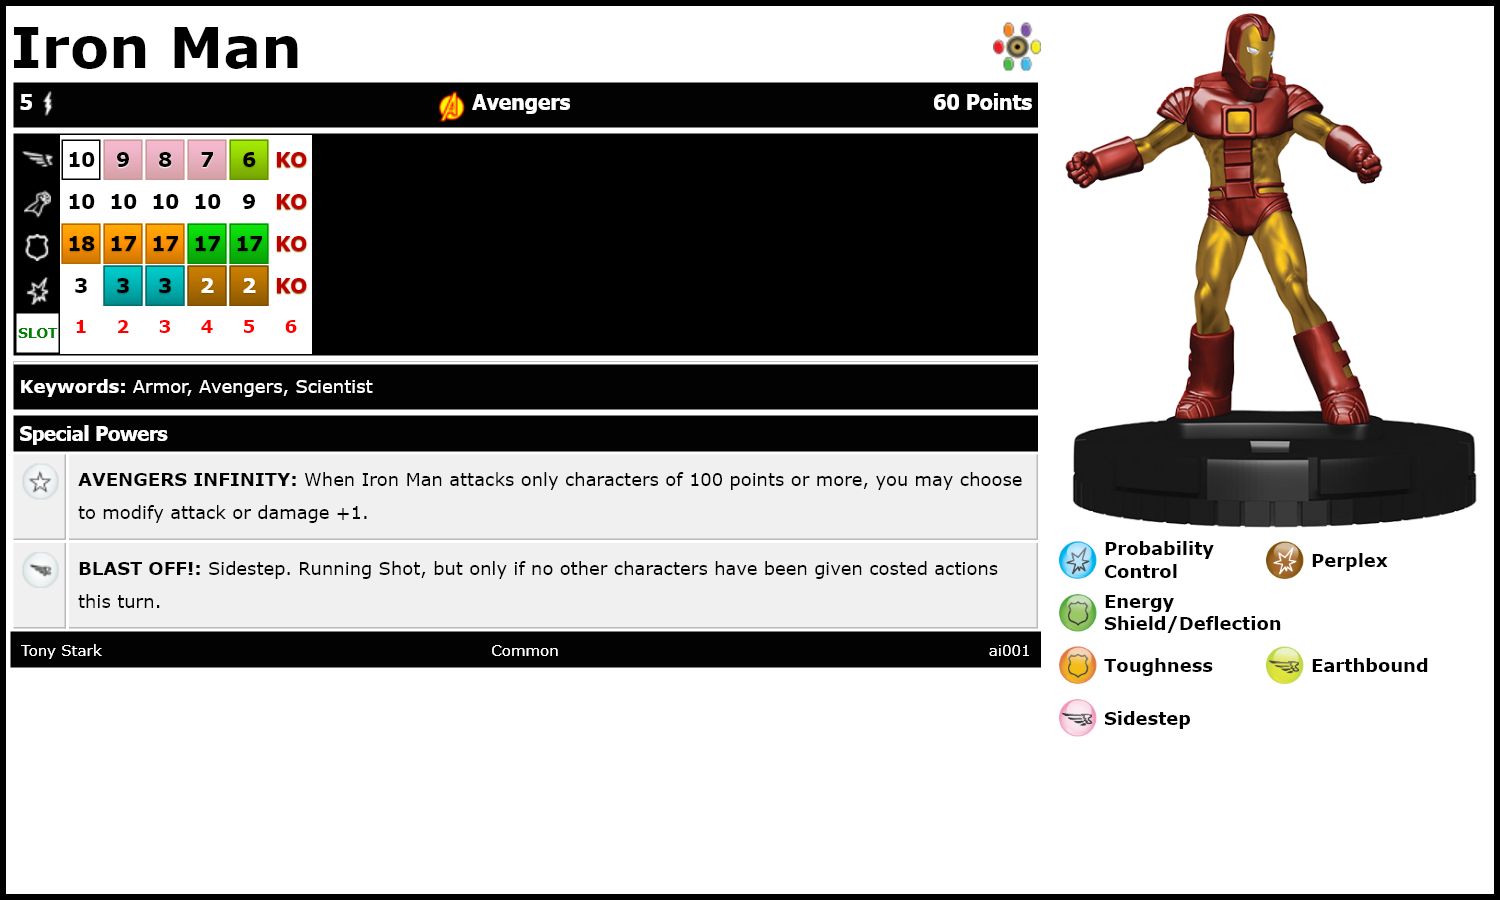 Iron Man
5 Avengers 60 Points
10 9 8 7 6 KO
10 10 10 10 9 KO
18 17 17 17 17 KO
3 3 3 2 2 KO
SLOT 1 2 3 4 5 6
Keywords: Armor, Avengers, Scientist
Special Powers
AVENGERS INFINITY: When Iron Man attacks only characters of 100 points or more, you may choose
to modify attack or damage +1.
BLAST OFF!: Sidestep. Running Shot, but only if no other characters have been given costed actions
this turn.
Tony Stark Common ai001
Probability
Control
Perplex
Energy
Shield/Deflection
Toughness Earthbound
Sidestep